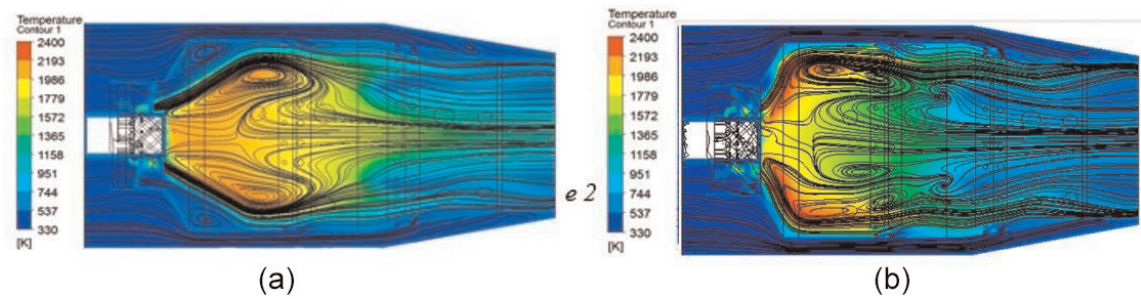 Temperature
Contour 1
2400
2193
1986
1779
1572
1365
1158
951
744
537
330
[K]
(a)
e 2
Temperature
Contour 1
2400
2193
1986
1779
1572
1365
1158
951
744
537
330
[K]
(b)